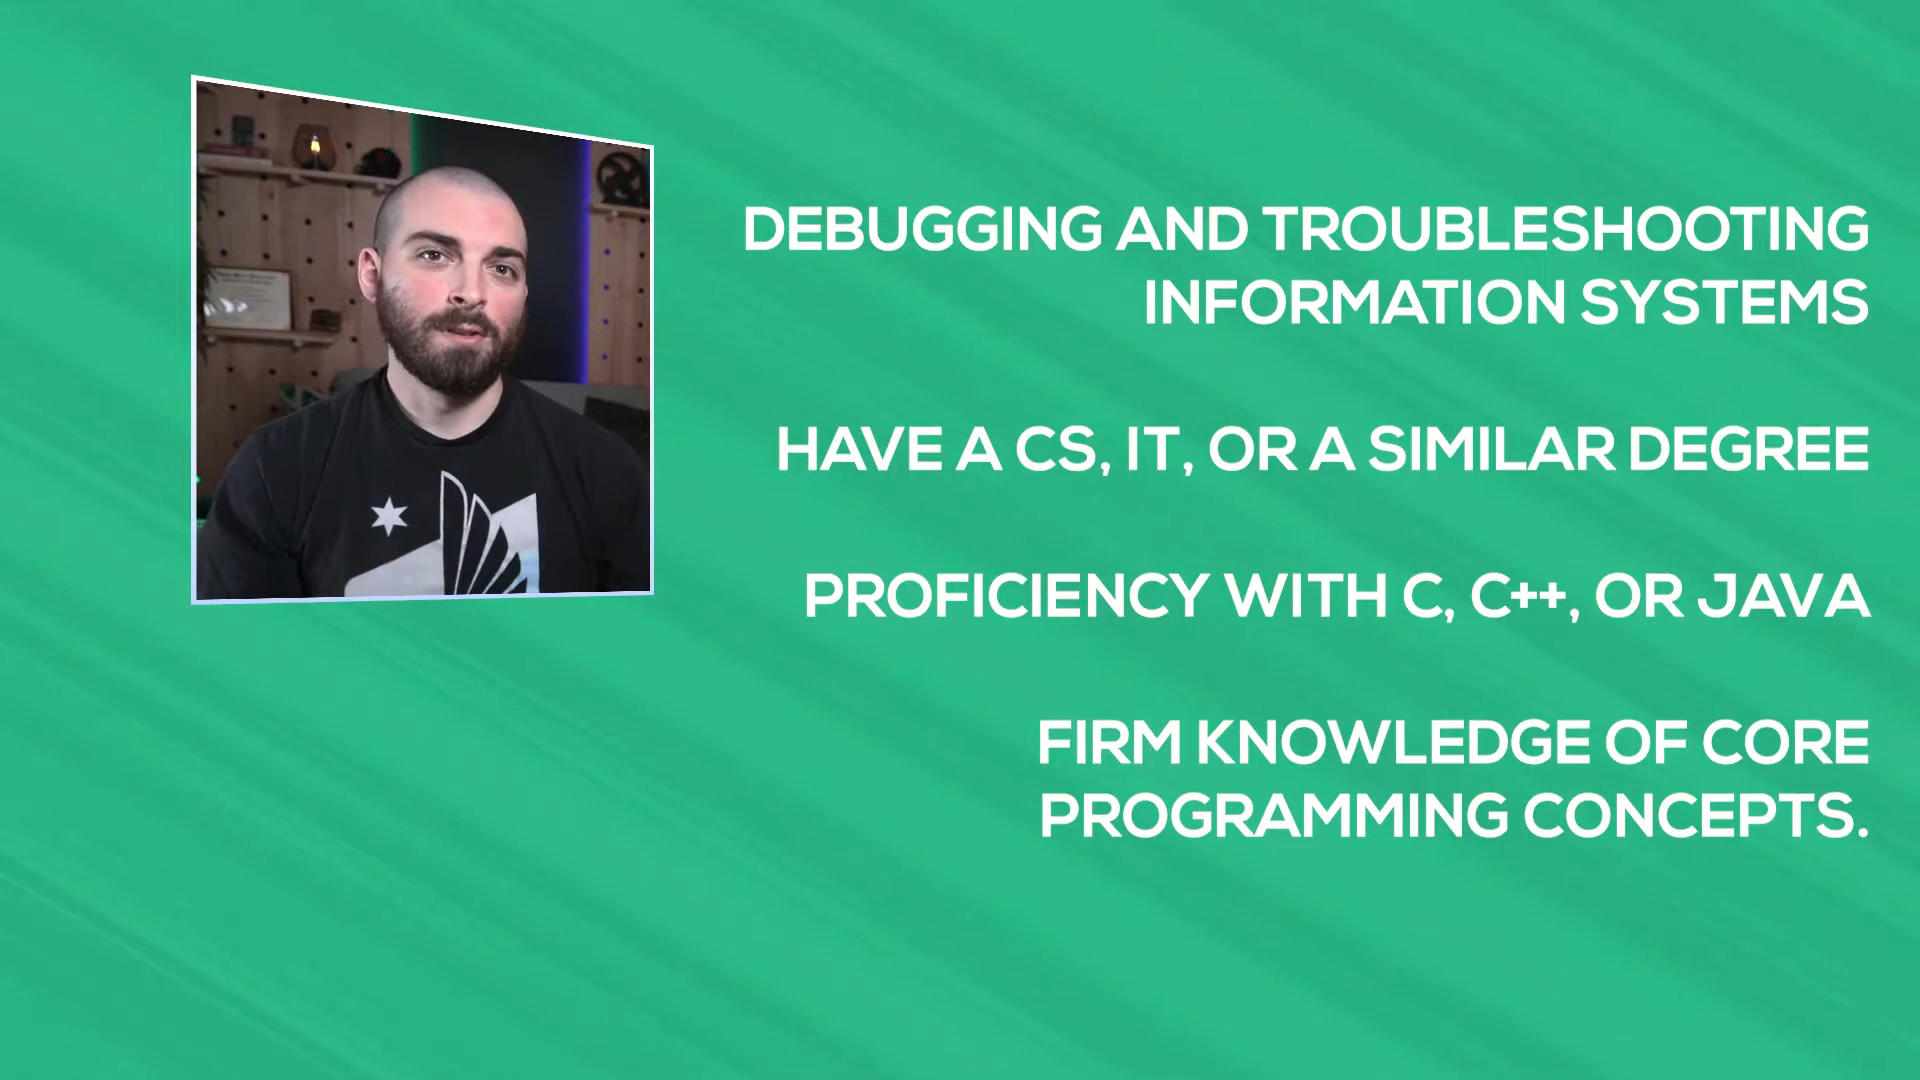 DEBUGGING AND TROUBLESHOOTING
INFORMATION SYSTEMS
HAVE A CS, IT, OR A SIMILAR DEGREE
PROFICIENCY WITH C, C++, OR JAVA
FIRM KNOWLEDGE OF CORE
PROGRAMMING CONCEPTS.